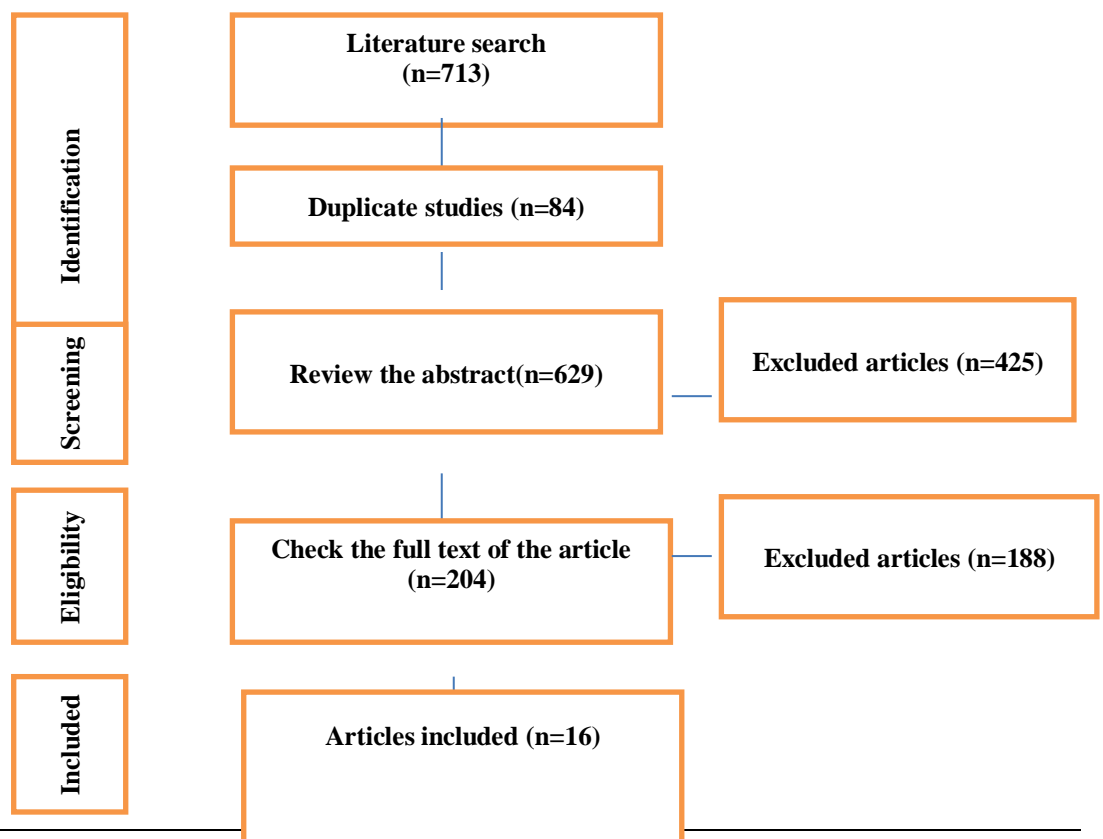 Identification
Literature search
(n=713)
Duplicate studies (n=84)
Screening
Review the abstract(n=629)
Excluded articles (n=425)
Eligibility
Check the full text of the article
(n=204)
Excluded articles (n=188)
Included
Articles included (n=16)